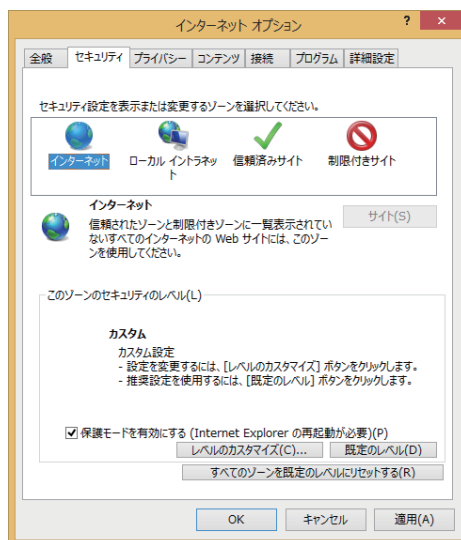 インターネット オプション
? ×
全般 セキュリティ プライバシー コンテンツ 接続 プログラム 詳細設定
セキュリティ設定を表示または変更するゾーンを選択してください。
インターネット ローカル イントラネッ 信頼済みサイト 制限付きサイト
ト
インターネット
信頼されたゾーンと制限付きゾーンに一覧表示されてい
ないすべてのインターネットの Web サイトには、このゾー
ンを使用してください。
サイト(S)
このゾーンのセキュリティのレベル(L)
カスタム
カスタム設定
- 設定を変更するには、[レベルのカスタマイズ] ボタンをクリックします。
- 推奨設定を使用するには、[既定のレベル] ボタンをクリックします。
保護モードを有効にする (Internet Explorer の再起動が必要)(P)
レベルのカスタマイズ(C)... 既定のレベル(D)
すべてのゾーンを既定のレベルにリセットする(R)
OK キャンセル 適用(A)